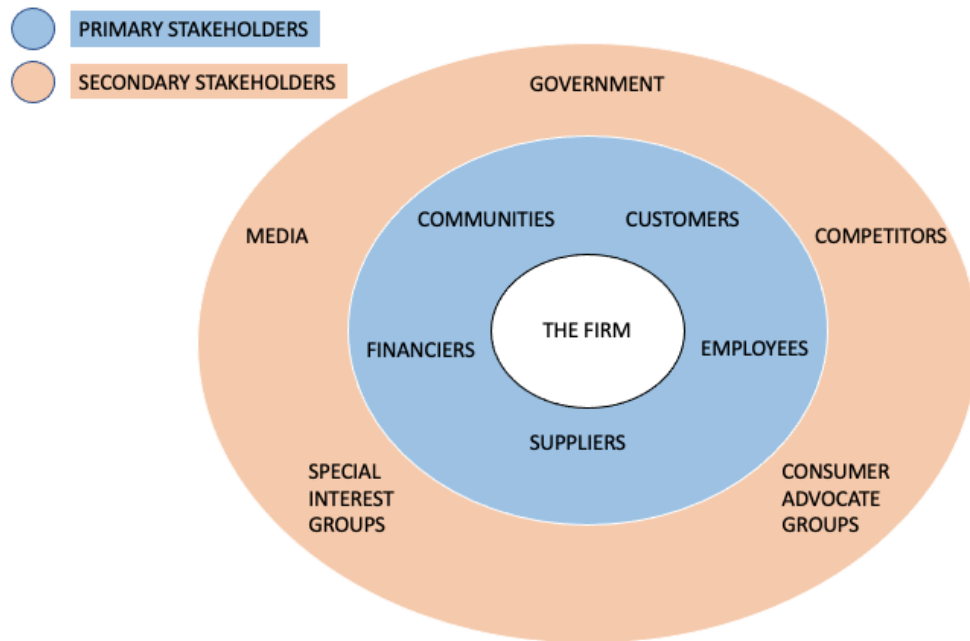 PRIMARY STAKEHOLDERS
SECONDARY STAKEHOLDERS
GOVERNMENT
COMMUNITIES
CUSTOMERS
MEDIA
COMPETITORS
THE FIRM
FINANCIERS
EMPLOYEES
SUPPLIERS
SPECIAL
INTEREST
GROUPS
CONSUMER
ADVOCATE
GROUPS